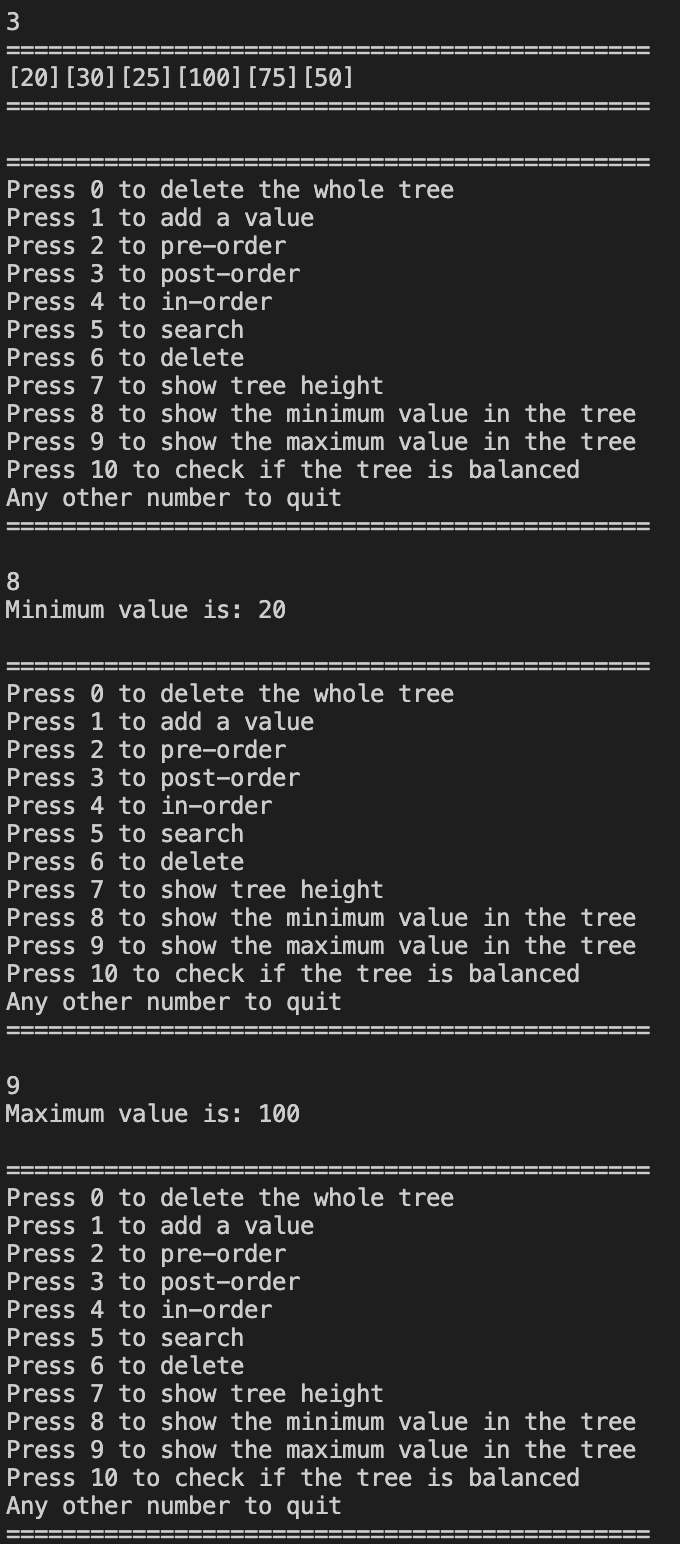 3
==============================================
[20][30][25][100][75][50]
==============================================
==============================================
Press 0 to delete the whole tree
Press 1 to add a value
Press 2 to pre-order
Press 3 to post-order
Press 4 to in-order
Press 5 to search
Press 6 to delete
Press 7 to show tree height
Press 8 to show the minimum value in the tree
Press 9 to show the maximum value in the tree
Press 10 to check if the tree is balanced
Any other number to quit
==============================================
8
Minimum value is: 20
==============================================
Press 0 to delete the whole tree
Press 1 to add a value
Press 2 to pre-order
Press 3 to post-order
Press 4 to in-order
Press 5 to search
Press 6 to delete
Press 7 to show tree height
Press 8 to show the minimum value in the tree
Press 9 to show the maximum value in the tree
Press 10 to check if the tree is balanced
Any other number to quit
==============================================
9
Maximum value is: 100
==============================================
Press 0 to delete the whole tree
Press 1 to add a value
Press 2 to pre-order
Press 3 to post-order
Press 4 to in-order
Press 5 to search
Press 6 to delete
Press 7 to show tree height
Press 8 to show the minimum value in the tree
Press 9 to show the maximum value in the tree
Press 10 to check if the tree is balanced
Any other number to quit
==============================================